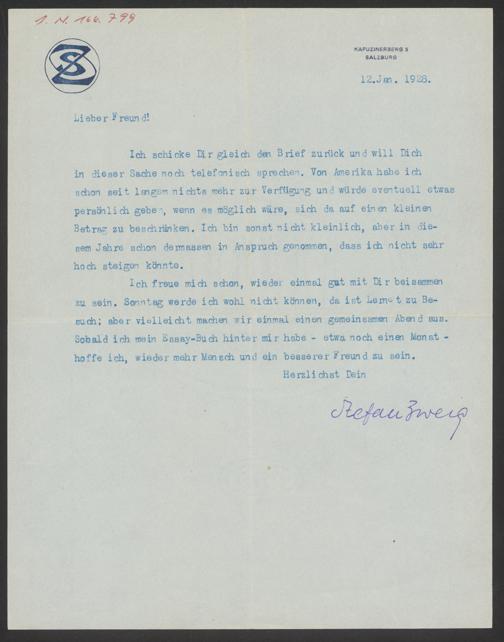 1. N. 166.799
SZ
KAPUZINERBERG 5
SALZBURG
12.Jan. 1928.
Lieber Freund!
Ich schicke Dir gleich den Brief zurück und will Dich
in dieser Sache noch telefonisch sprechen. Von Amerika habe ich
schon seit langem nichts mehr zur Verfügung und würde eventuell etwas
persönlich geben, wenn es möglich wäre, sich da auf einen kleinen
Betrag zu beschränken. Ich bin sonst nicht kleinlich, aber in die-
sem Jahre schon dermassen in Anspruch genommen, dass ich nicht sehr
hoch steigen könnte.
Ich freue mich schon, wieder einmal gut mit Dir beisammen
zu sein. Sonntag werde ich wohl nicht können, da ist Lernet zu Be-
such; aber vielleicht machen wir einmal einen gemeinsamen Abend aus.
Sobald ich mein Essay-Buch hinter mir habe - etwa noch einen Monat -
hoffe ich, wieder mehr Mensch und ein besserer Freund zu sein.
Herzlichst Dein
Stefan Zweig